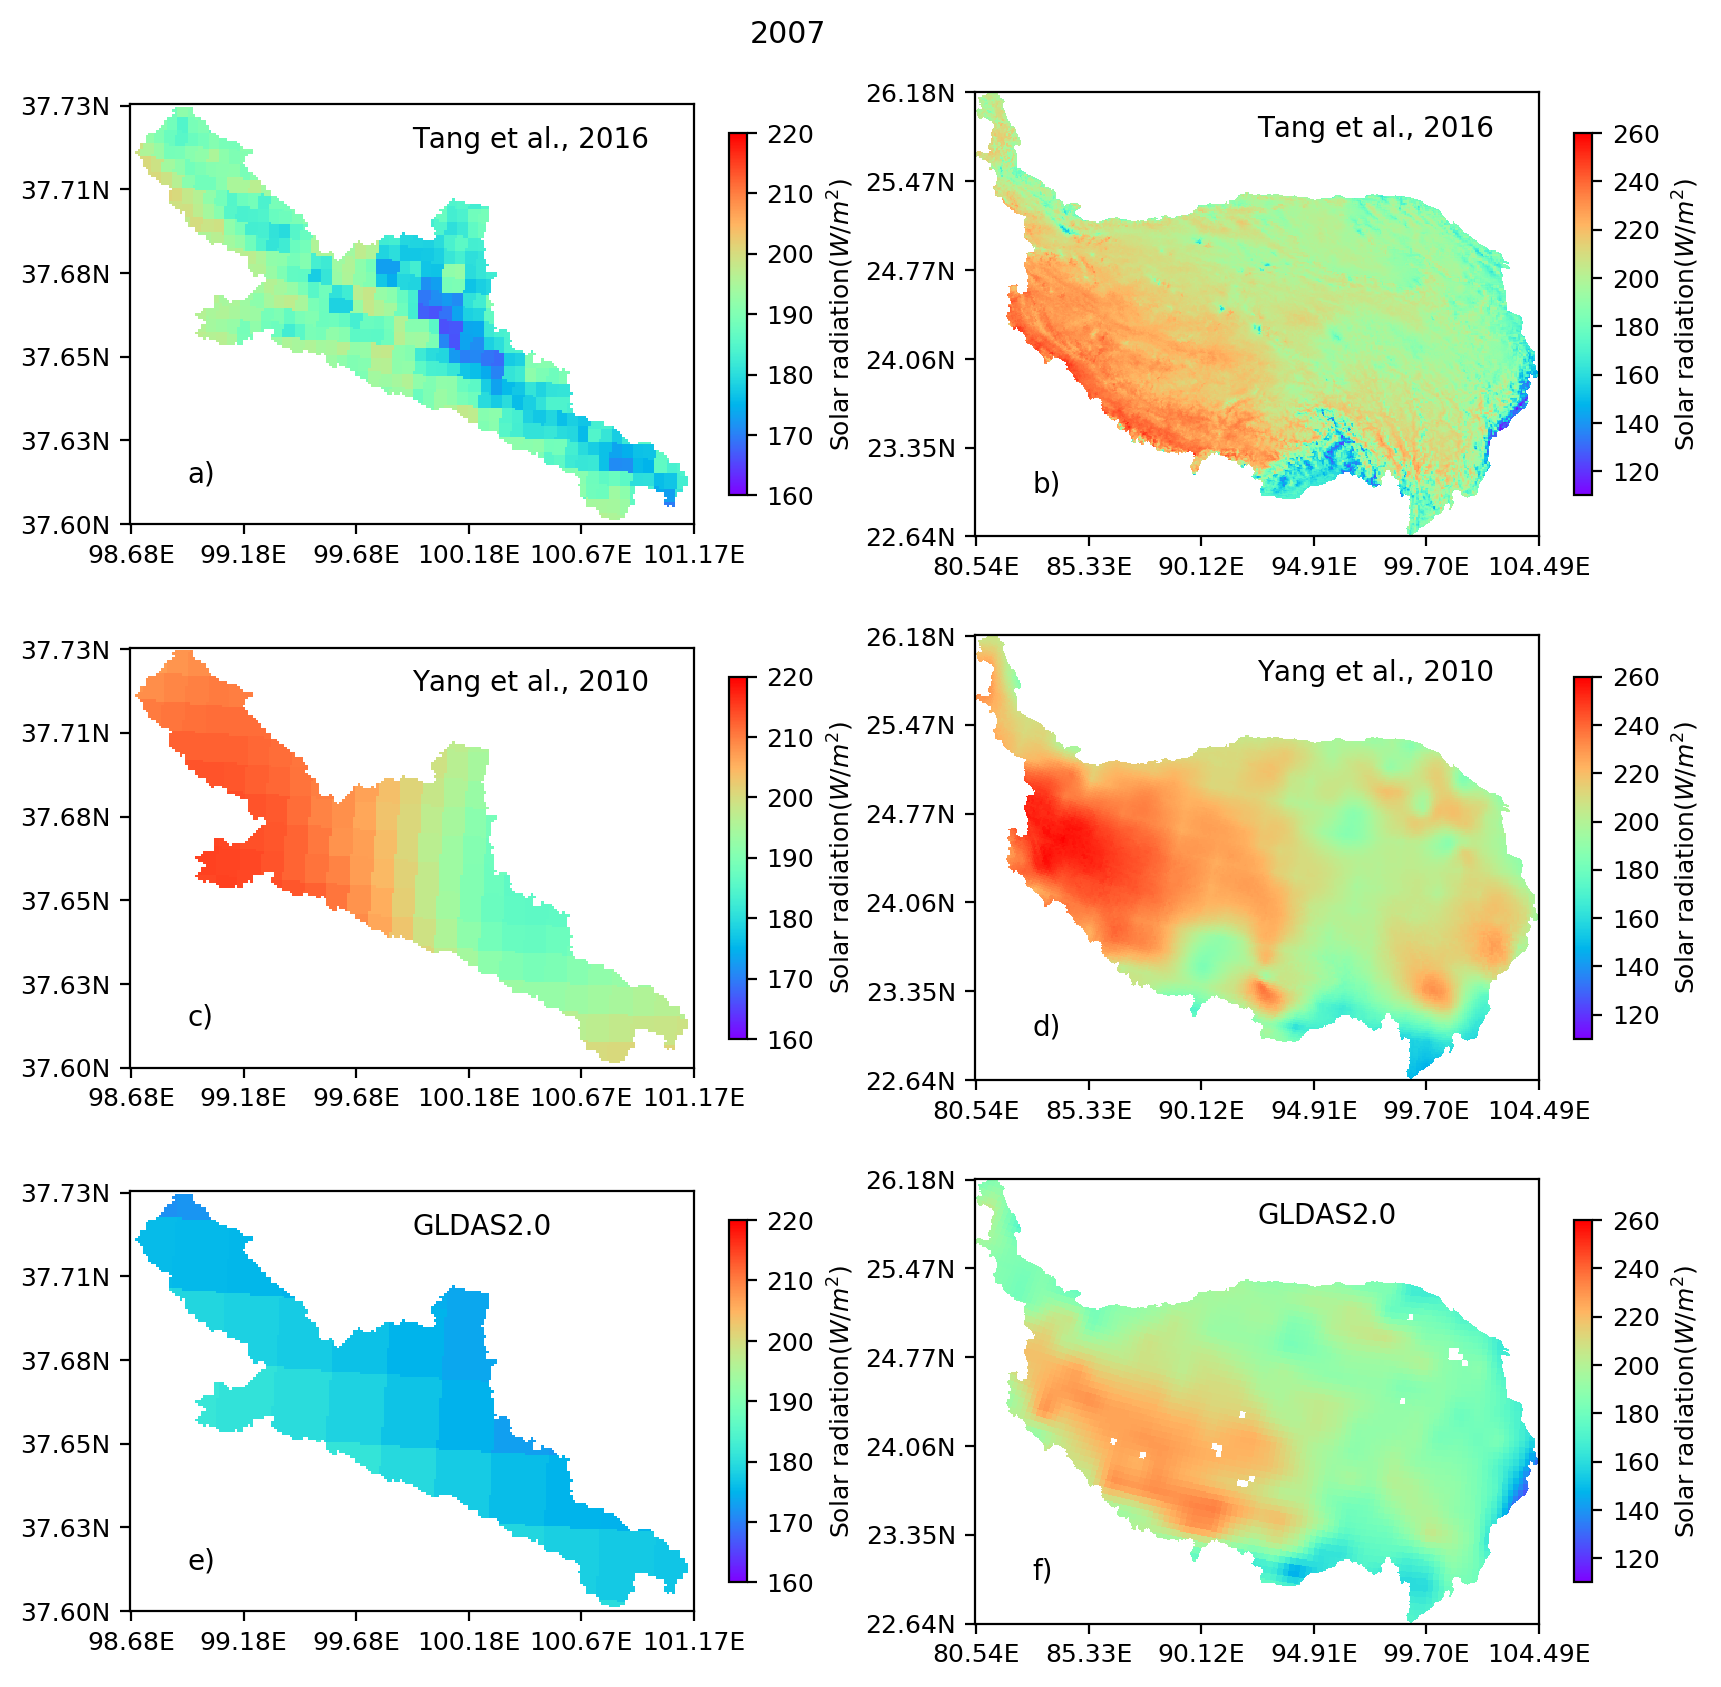 2007
37.73N
37.71N
37.68N
37.65N
37.63N
37.60N
98.68E 99.18E 99.68E 100.18E 100.67E 101.17E
Tang et al., 2016
a)
220
210
200
190
180
170
160
Solar radiation(W/m²)
26.18N
25.47N
24.77N
24.06N
23.35N
22.64N
80.54E 85.33E 90.12E 94.91E 99.70E 104.49E
Tang et al., 2016
b)
260
240
220
200
180
160
140
120
Solar radiation(W/m²)
37.73N
37.71N
37.68N
37.65N
37.63N
37.60N
98.68E 99.18E 99.68E 100.18E 100.67E 101.17E
Yang et al., 2010
c)
220
210
200
190
180
170
160
Solar radiation(W/m²)
26.18N
25.47N
24.77N
24.06N
23.35N
22.64N
80.54E 85.33E 90.12E 94.91E 99.70E 104.49E
Yang et al., 2010
d)
260
240
220
200
180
160
140
120
Solar radiation(W/m²)
37.73N
37.71N
37.68N
37.65N
37.63N
37.60N
98.68E 99.18E 99.68E 100.18E 100.67E 101.17E
GLDAS2.0
e)
220
210
200
190
180
170
160
Solar radiation(W/m²)
26.18N
25.47N
24.77N
24.06N
23.35N
22.64N
80.54E 85.33E 90.12E 94.91E 99.70E 104.49E
GLDAS2.0
f)
260
240
220
200
180
160
140
120
Solar radiation(W/m²)